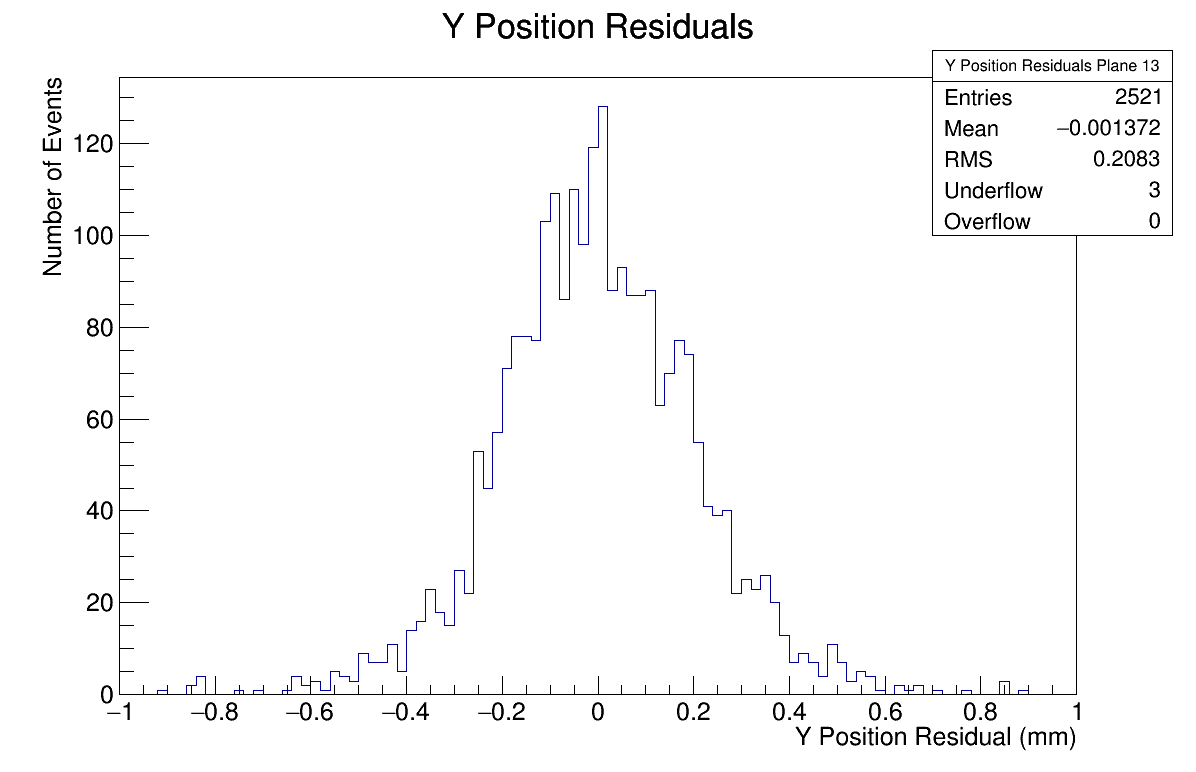 Y Position Residuals
Y Position Residuals Plane 13
Entries 2521
Mean −0.001372
RMS 0.2083
Underflow 3
Overflow 0
Number of Events
120
100
80
60
40
20
0
−1 −0.8 −0.6 −0.4 −0.2 0 0.2 0.4 0.6 0.8 1
Y Position Residual (mm)